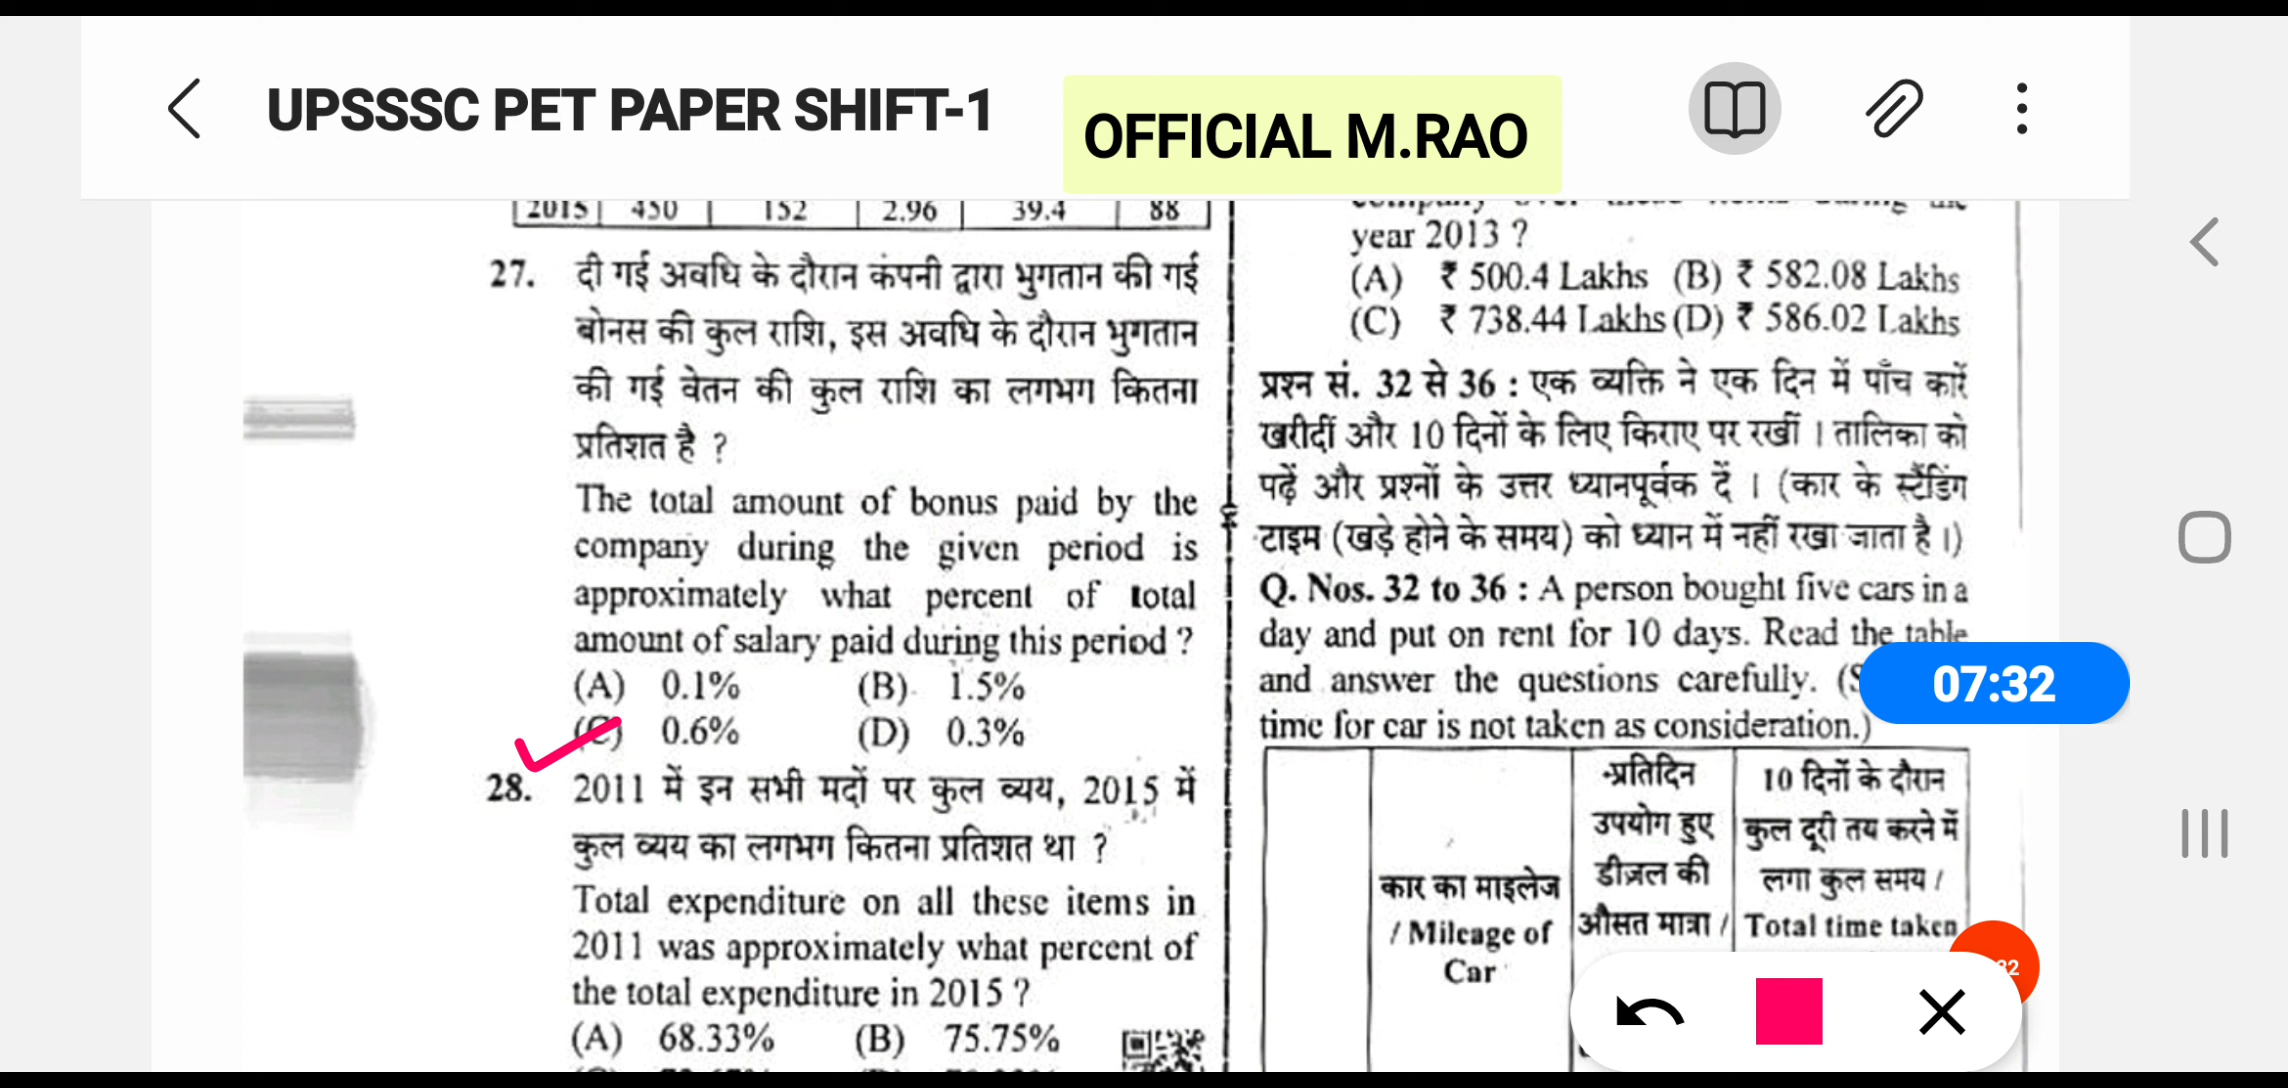 UPSSSC PET PAPER SHIFT-1
OFFICIAL M.RAO
2015 450 152 2.96 39.4 88
27. दी गई अवधि के दौरान कंपनी द्वारा भुगतान की गई
बोनस की कुल राशि, इस अवधि के दौरान भुगतान
की गई वेतन की कुल राशि का लगभग कितना
प्रतिशत है ?
The total amount of bonus paid by the
company during the given period is
approximately what percent of total
amount of salary paid during this period ?
(A) 0.1% (B) 1.5%
(C) 0.6% (D) 0.3%
28. 2011 में इन सभी मदों पर कुल व्यय, 2015 में
कुल व्यय का लगभग कितना प्रतिशत था ?
Total expenditure on all these items in
2011 was approximately what percent of
the total expenditure in 2015 ?
(A) 68.33% (B) 75.75%
year 2013 ?
(A) ₹ 500.4 Lakhs (B) ₹ 582.08 Lakhs
(C) ₹ 738.44 Lakhs (D) ₹ 586.02 Lakhs
प्रश्न सं. 32 से 36 : एक व्यक्ति ने एक दिन में पाँच कारें
खरीदीं और 10 दिनों के लिए किराए पर रखीं । तालिका को
पढ़ें और प्रश्नों के उत्तर ध्यानपूर्वक दें । (कार के स्टैंडिंग
टाइम (खड़े होने के समय) को ध्यान में नहीं रखा जाता है ।)
Q. Nos. 32 to 36 : A person bought five cars in a
day and put on rent for 10 days. Read the table
and answer the questions carefully.
time for car is not taken as consideration.)
07:32
कार का माइलेज
/ Mileage of
Car
प्रतिदिन
उपयोग हुए
डीज़ल की
औसत मात्रा /
10 दिनों के दौरान
कुल दूरी तय करने में
लगा कुल समय /
Total time taken